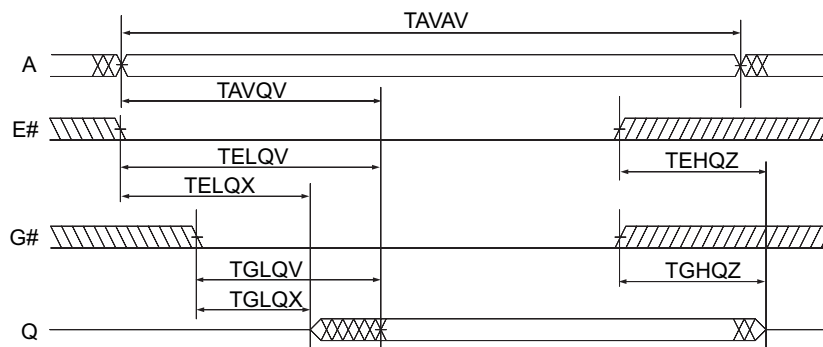 TAVAV
A
TAVQV
E#
TELQV
TEHQZ
TELQX
G#
TGLQV
TGHQZ
TGLQX
Q